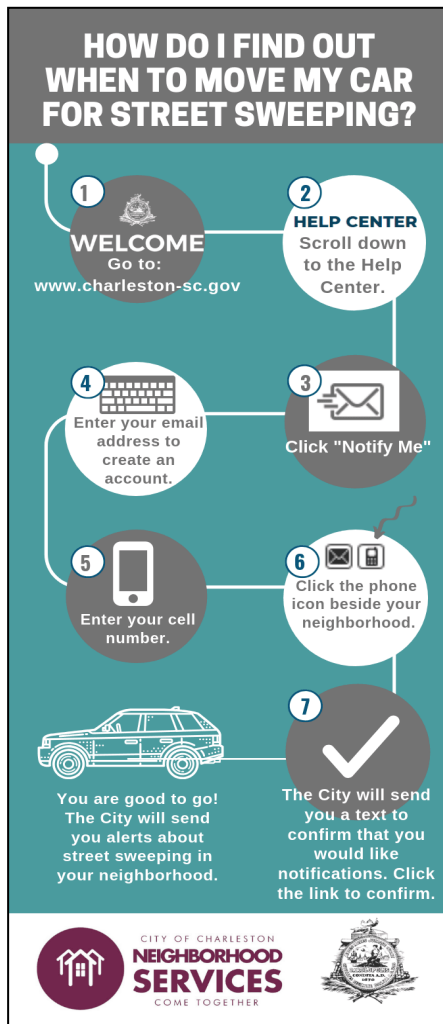 HOW DO I FIND OUT
WHEN TO MOVE MY CAR
FOR STREET SWEEPING?
1
WELCOME
Go to:
www.charleston-sc.gov
2
HELP CENTER
Scroll down
to the Help
Center.
3
Click "Notify Me"
4
Enter your email
address to
create an
account.
5
Enter your cell
number.
6
Click the phone
icon beside your
neighborhood.
7
The City will send
you a text to
confirm that you
would like
notifications. Click
the link to confirm.
You are good to go!
The City will send
you alerts about
street sweeping in
your neighborhood.
CITY OF CHARLESTON
NEIGHBORHOOD
SERVICES
COME TOGETHER